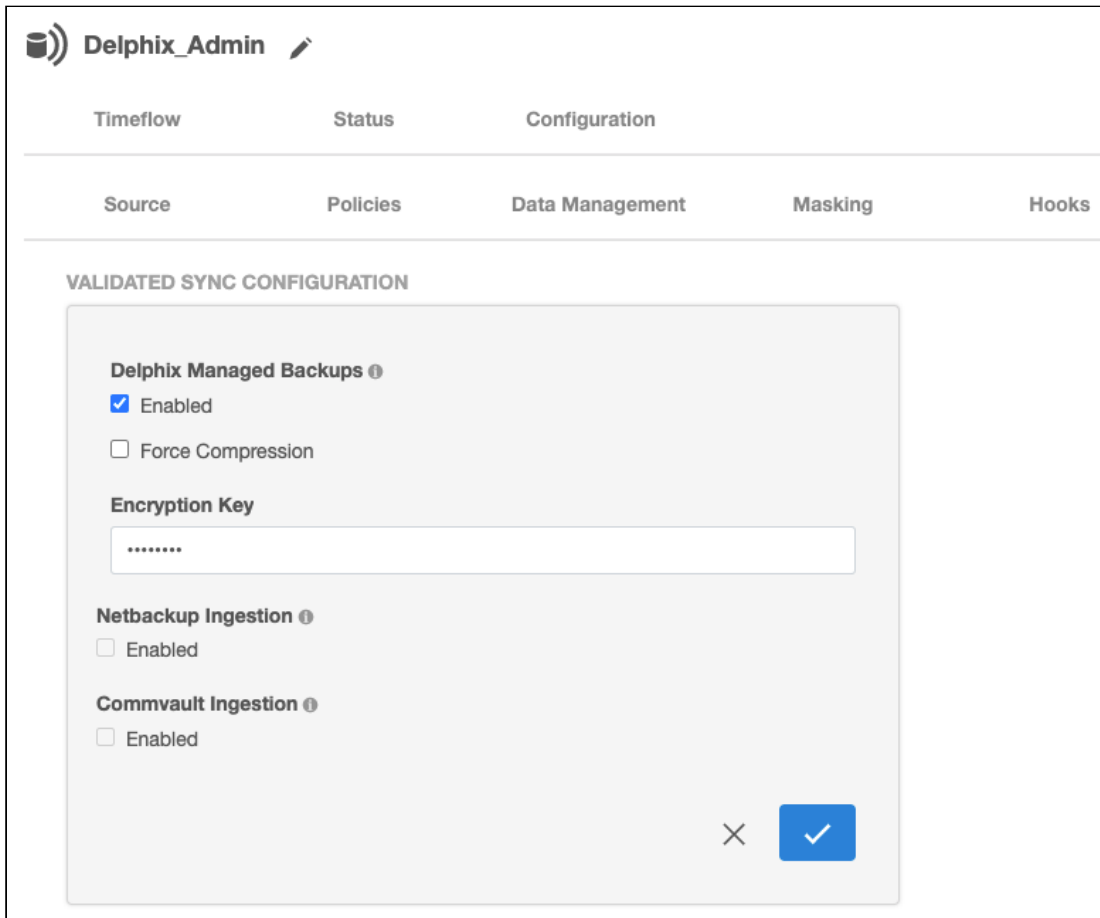 Delphix_Admin
Timeflow Status Configuration
Source Policies Data Management Masking Hooks
VALIDATED SYNC CONFIGURATION
Delphix Managed Backups
Enabled
Force Compression
Encryption Key
••••••••
Netbackup Ingestion
Enabled
Commvault Ingestion
Enabled